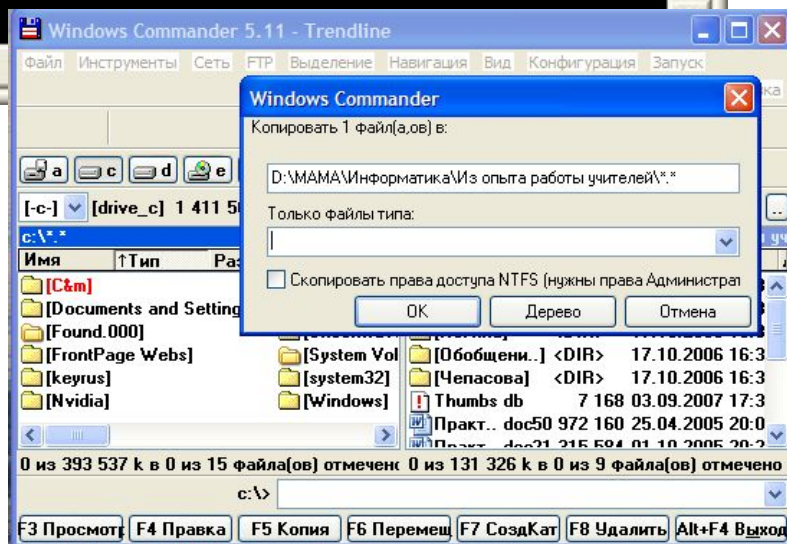 Windows Commander 5.11 - Trendline
Файл Инструменты Сеть FTP Выделение Навигация Вид Конфигурация Запуск
Windows Commander
Копировать 1 файл(а,ов) в:
D:\МАМА\Информатика\Из опыта работы учителей\*.*
Только файлы типа:
Скопировать права доступа NTFS (нужны права Администрат
OK Дерево Отмена
a c d e
[-c-] [drive_c] 1 411
c:\*.*
Имя ↑Тип Ра
[C&m]
[Documents and Setting
[Found.000]
[FrontPage Webs] [System Vol [Обобщени..] <DIR> 17.10.2006 16:3
[keyrus] [system32] [Чепасова] <DIR> 17.10.2006 16:3
[Nvidia] [Windows] Thumbs db 7 168 03.09.2007 17:3
Практ.. doc 50 972 160 25.04.2005 20:0
0 из 393 537 k в 0 из 15 файла(ов) отмечено 0 из 131 326 k в 0 из 9 файла(ов) отмечено
c:\>
F3 Просмотр F4 Правка F5 Копия F6 Перемещ F7 СоздКат F8 Удалить Alt+F4 Выход